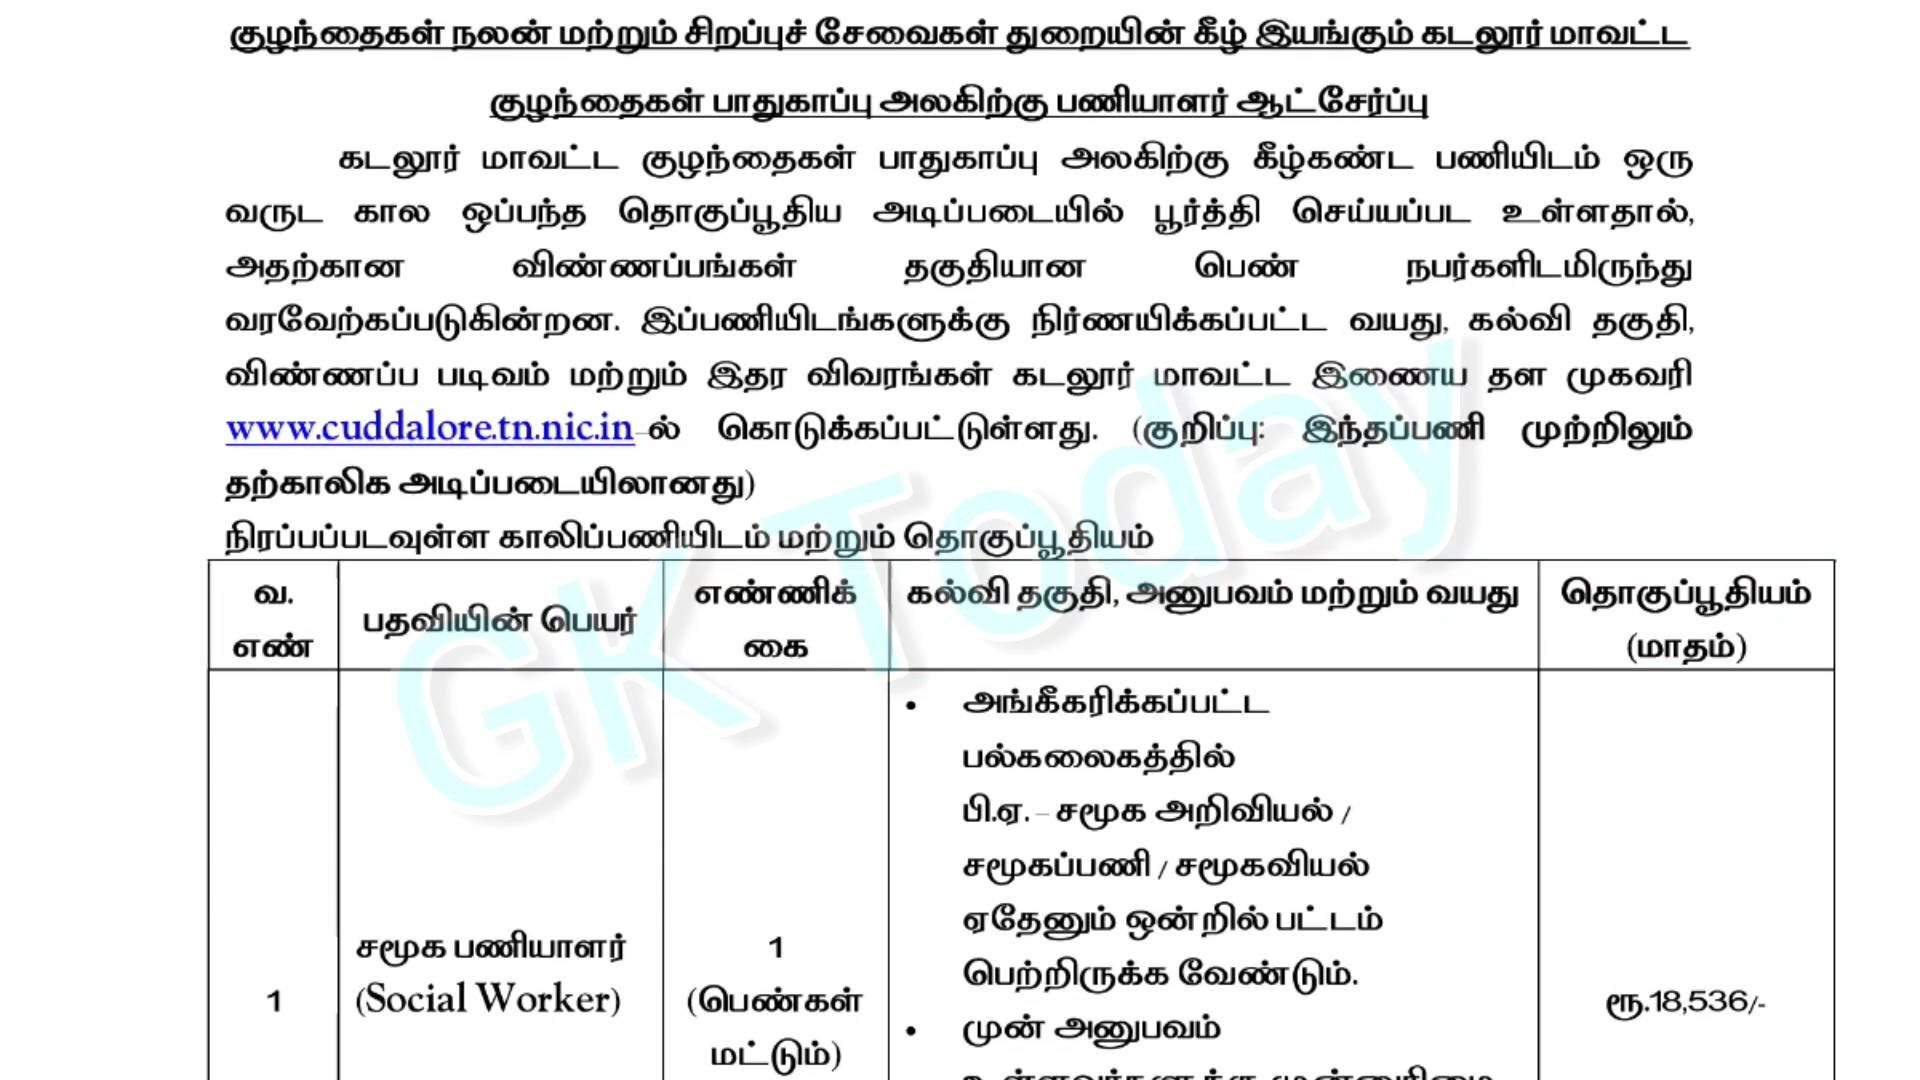 குழந்தைகள் நலன் மற்றும் சிறப்புச் சேவைகள் துறையின் கீழ் இயங்கும் கடலூர் மாவட்ட
குழந்தைகள் பாதுகாப்பு அலகிற்கு பணியாளர் ஆட்சேர்ப்பு
கடலூர் மாவட்ட குழந்தைகள் பாதுகாப்பு அலகிற்கு கீழ்கண்ட பணியிடம் ஒரு
வருட கால ஒப்பந்த தொகுப்பூதிய அடிப்படையில் பூர்த்தி செய்யப்பட உள்ளதால்,
அதற்கான விண்ணப்பங்கள் தகுதியான பெண் நபர்களிடமிருந்து
வரவேற்கப்படுகின்றன. இப்பணியிடங்களுக்கு நிர்ணயிக்கப்பட்ட வயது, கல்வி தகுதி,
விண்ணப்ப படிவம் மற்றும் இதர விவரங்கள் கடலூர் மாவட்ட இணைய தள முகவரி
www.cuddalore.tn.nic.in–ல் கொடுக்கப்பட்டுள்ளது. (குறிப்பு: இந்தப்பணி முற்றிலும்
தற்காலிக அடிப்படையிலானது)
நிரப்பப்படவுள்ள காலிப்பணியிடம் மற்றும் தொகுப்பூதியம்
வ. எண்
பதவியின் பெயர்
எண்ணிக்
கை
கல்வி தகுதி, அனுபவம் மற்றும் வயது
தொகுப்பூதியம்
(மாதம்)
1
சமூக பணியாளர்
(Social Worker)
1
(பெண்கள்
மட்டும்)
• அங்கீகரிக்கப்பட்ட
பல்கலைகத்தில்
பி.ஏ. – சமூக அறிவியல் /
சமூகப்பணி / சமூகவியல்
ஏதேனும் ஒன்றில் பட்டம்
பெற்றிருக்க வேண்டும்.
• முன் அனுபவம்
உள்ளவர்களுக்கு முன்னுரிமை
ரூ.18,536/-
GK Today